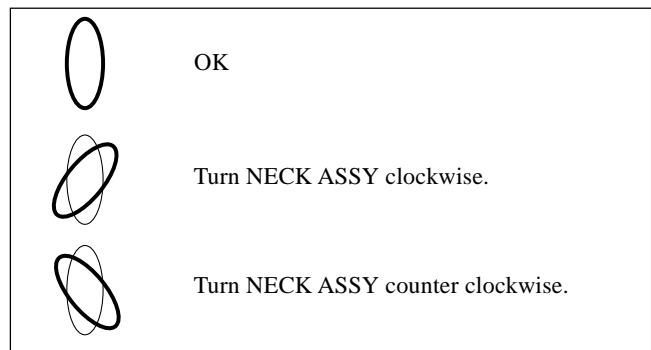 OK
Turn NECK ASSY clockwise.
Turn NECK ASSY counter clockwise.